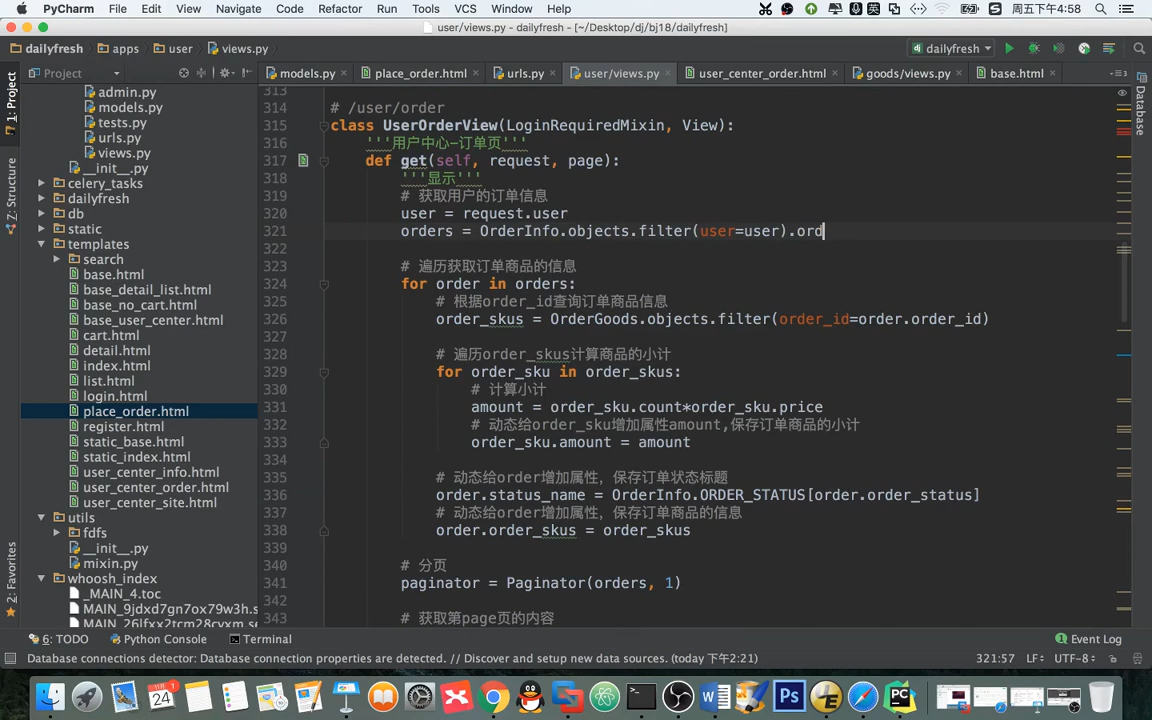 PyCharm File Edit View Navigate Code Refactor Run Tools VCS Window Help 英 周五下午4:58
user/views.py - dailyfresh - [~/Desktop/dj/bj18/dailyfresh]
dailyfresh apps user views.py dailyfresh
1: Project
Project
models.py place_order.html urls.py user/views.py user_center_order.html goods/views.py base.html
Database
Z: Structure
2: Favorites
admin.py
models.py
tests.py
urls.py
views.py
__init__.py
celery_tasks
dailyfresh
db
static
templates
search
base.html
base_detail_list.html
base_no_cart.html
base_user_center.html
cart.html
detail.html
index.html
list.html
login.html
place_order.html
register.html
static_base.html
static_index.html
user_center_info.html
user_center_order.html
user_center_site.html
utils
fdfs
__init__.py
mixin.py
whoosh_index
_MAIN_4.toc
MAIN_9jdxd7gn7ox79w3h.s
MAIN_26lfxx2tcm28cvxm.se
313
314 # /user/order
315 class UserOrderView(LoginRequiredMixin, View):
316 '''用户中心-订单页'''
317 def get(self, request, page):
318 '''显示'''
319 # 获取用户的订单信息
320 user = request.user
321 orders = OrderInfo.objects.filter(user=user).ord
322
323 # 遍历获取订单商品的信息
324 for order in orders:
325 # 根据order_id查询订单商品信息
326 order_skus = OrderGoods.objects.filter(order_id=order.order_id)
327
328 # 遍历order_skus计算商品的小计
329 for order_sku in order_skus:
330 # 计算小计
331 amount = order_sku.count*order_sku.price
332 # 动态给order_sku增加属性amount,保存订单商品的小计
333 order_sku.amount = amount
334
335 # 动态给order增加属性，保存订单状态标题
336 order.status_name = OrderInfo.ORDER_STATUS[order.order_status]
337 # 动态给order增加属性，保存订单商品的信息
338 order.order_skus = order_skus
339
340 # 分页
341 paginator = Paginator(orders, 1)
342
343 # 获取第page页的内容
6: TODO Python Console Terminal 1 Event Log
Database connections detector: Database connection properties are detected. // Discover and setup new data sources. (today 下午2:21) 321:57 LF UTF-8